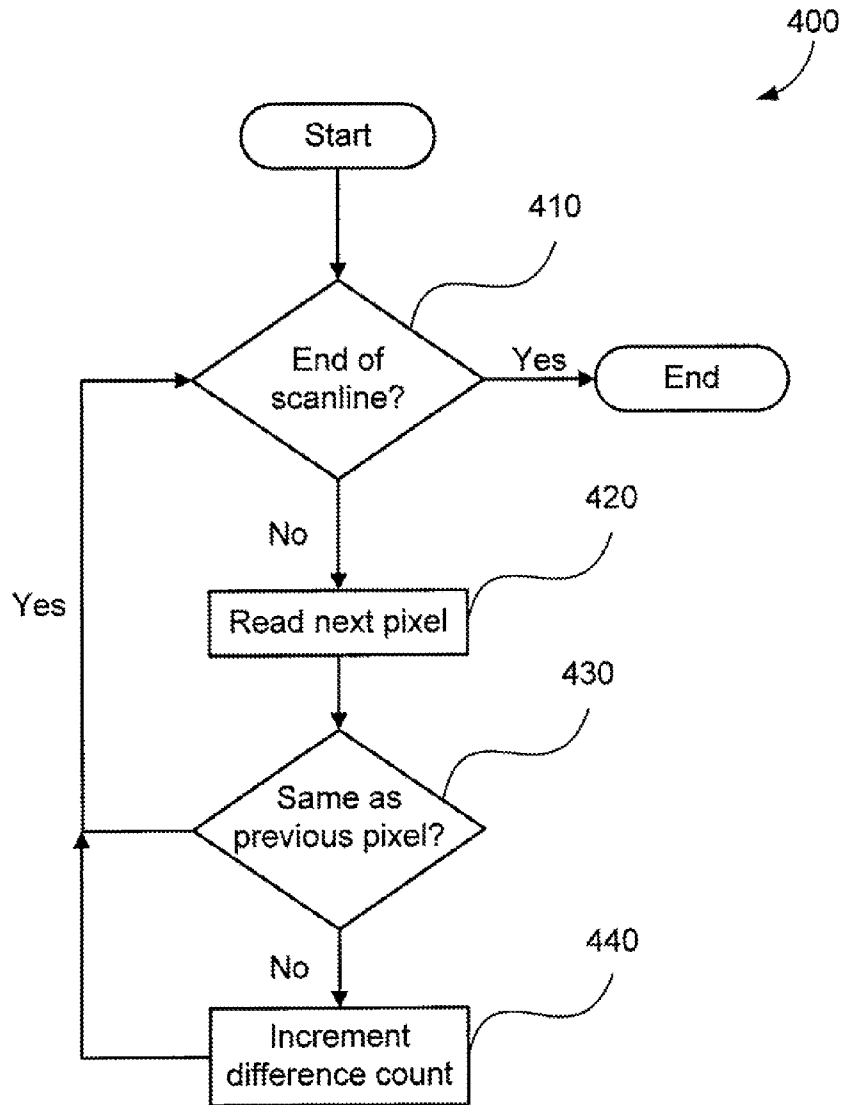 400
Start
410
End of
scanline?
Yes
End
No
420
Yes
Read next pixel
430
Same as
previous pixel?
No
440
Increment
difference count